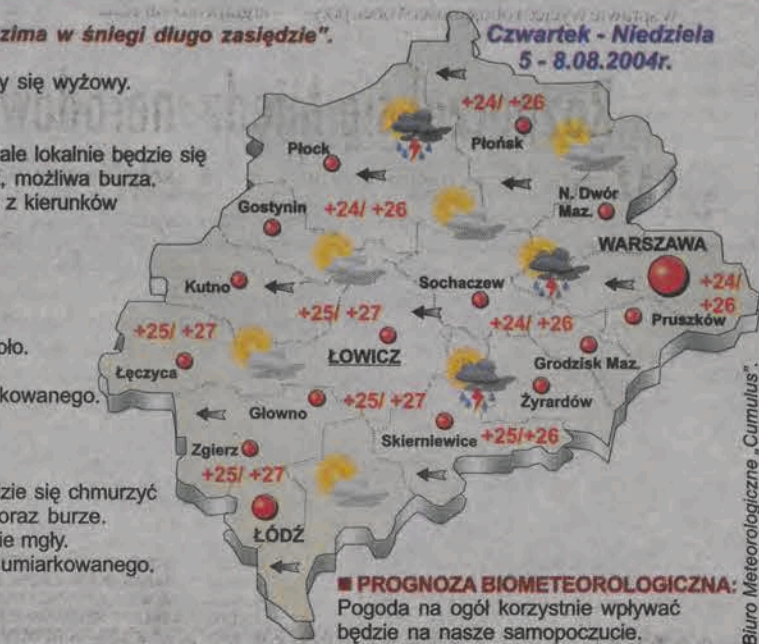 zima w śniegi długo zasiędzie".
y się wyżowy.
ale lokalnie będzie się
, możliwa burza.
z kierunków
pło.
kowanego.
zie się chmurzyć
oraz burze.
ie mgły.
umiarkowanego.
Czwartek - Niedziela
5 - 8.08.2004r.
+24/ +26
Płońsk
Płock
N. Dwór
Maz.
Gostynin
+24/ +26
WARSZAWA
Kutno
Sochaczew
+24/
+26
+25/ +27
+24/ +26
Pruszków
+25/ +27
ŁOWICZ
Grodzisk Maz.
Łęczyca
Głowno
+25/ +27
Żyrardów
Zgierz
Skierniewice
+25/+26
+25/ +27
ŁÓDŹ
■ PROGNOZA BIOMETEOROLOGICZNA:
Pogoda na ogół korzystnie wpływać
będzie na nasze samopoczucie.
Biuro Meteorologiczne „Cumulus".